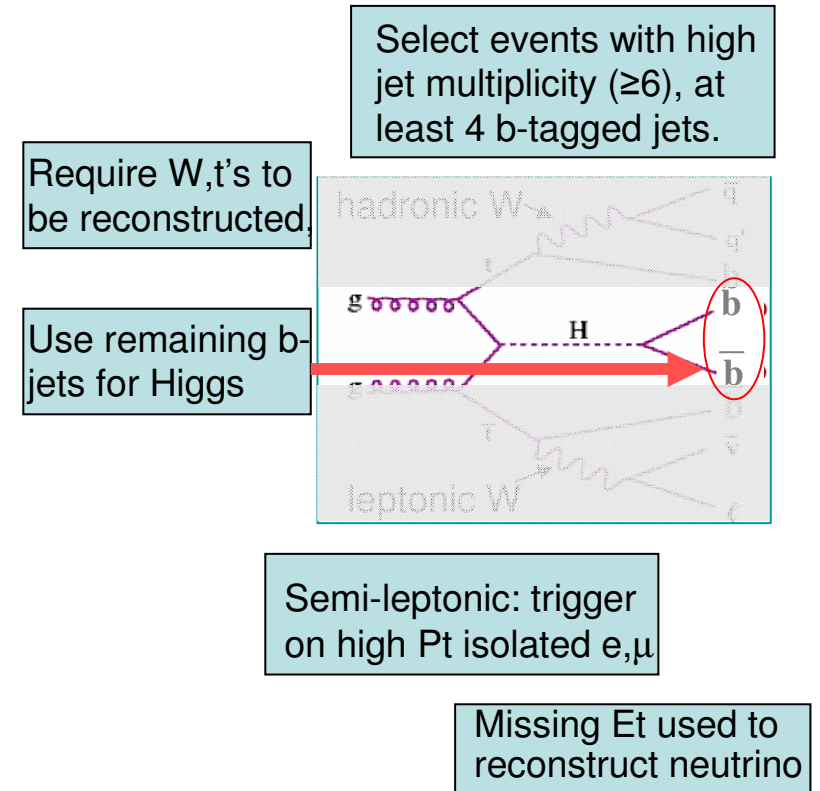 Select events with high
jet multiplicity (≥6), at
least 4 b-tagged jets.
Require W,t's to
be reconstructed,
hadronic W
q̄
q'
t
b
g
b
H
Use remaining b-
jets for Higgs
b̄
g
b
t̄
ν̄
leptonic W
ℓ
Semi-leptonic: trigger
on high Pt isolated e,μ
Missing Et used to
reconstruct neutrino